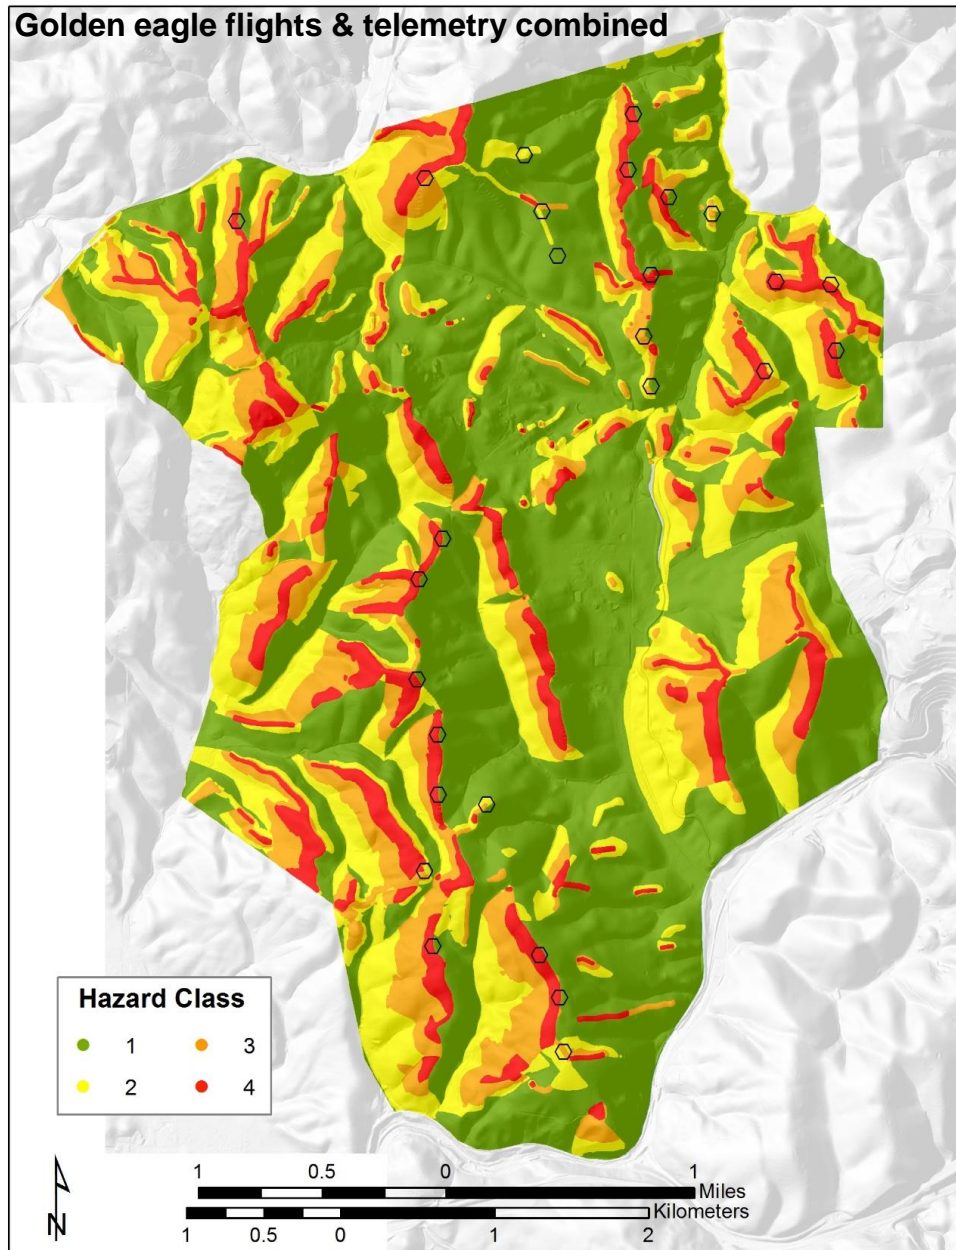 Golden eagle flights & telemetry combined
Hazard Class
1 3
2 4
N
1 0.5 0 1
Miles
Kilometers
1 0.5 0 1 2